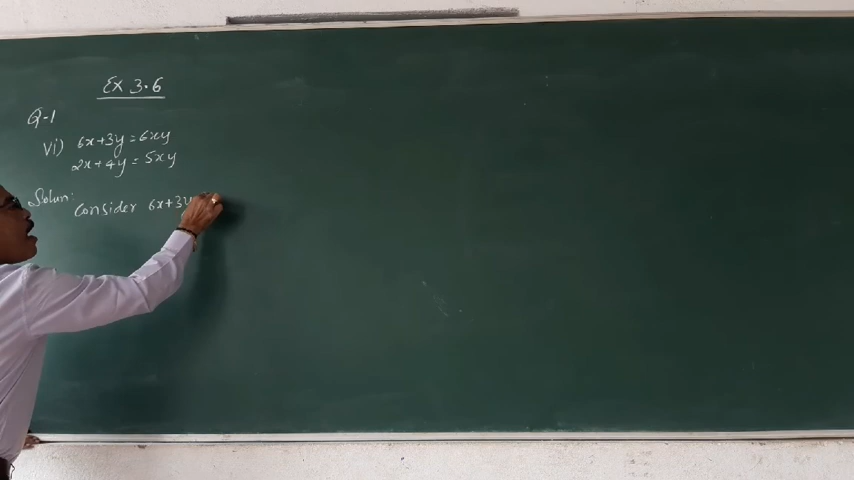 Ex 3.6
Q-1
vi) 6x+3y=6xy
2x+4y=5xy
Solun:
Consider 6x+3y